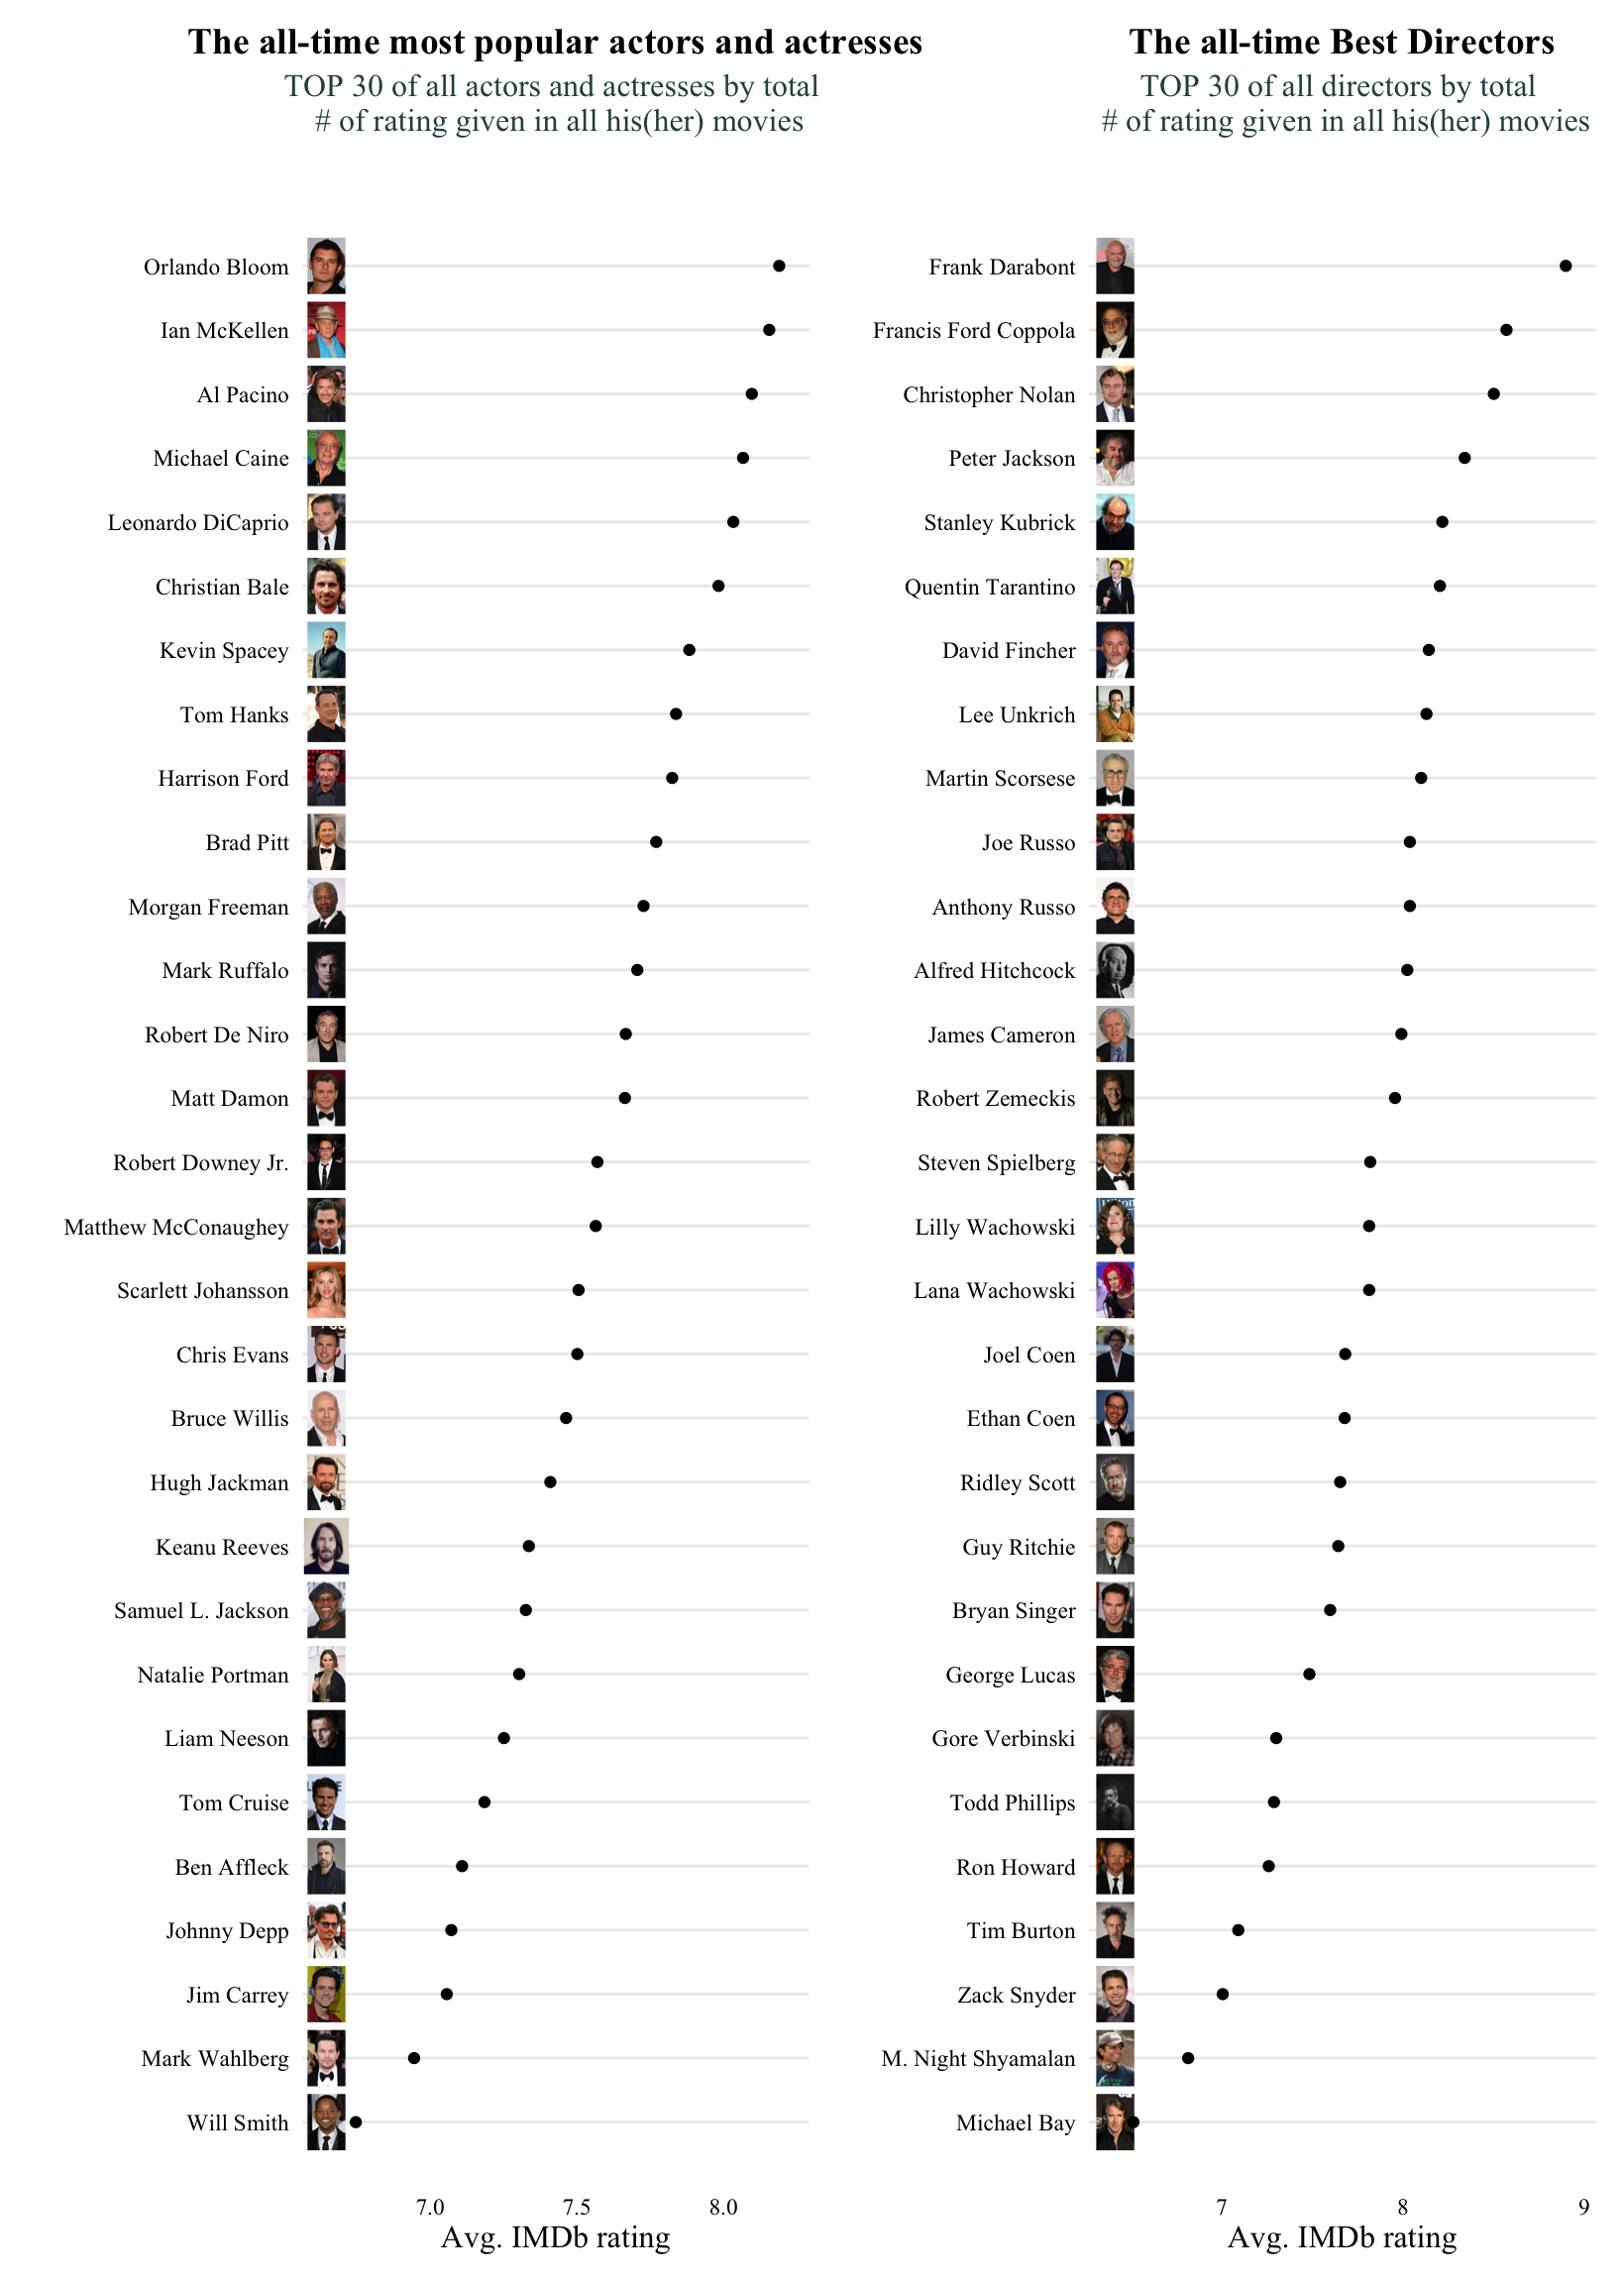 The all-time most popular actors and actresses
TOP 30 of all actors and actresses by total
# of rating given in all his(her) movies
Orlando Bloom
Ian McKellen
Al Pacino
Michael Caine
Leonardo DiCaprio
Christian Bale
Kevin Spacey
Tom Hanks
Harrison Ford
Brad Pitt
Morgan Freeman
Mark Ruffalo
Robert De Niro
Matt Damon
Robert Downey Jr.
Matthew McConaughey
Scarlett Johansson
Chris Evans
Bruce Willis
Hugh Jackman
Keanu Reeves
Samuel L. Jackson
Natalie Portman
Liam Neeson
Tom Cruise
Ben Affleck
Johnny Depp
Jim Carrey
Mark Wahlberg
Will Smith
7.0 7.5 8.0
Avg. IMDb rating
The all-time Best Directors
TOP 30 of all directors by total
# of rating given in all his(her) movies
Frank Darabont
Francis Ford Coppola
Christopher Nolan
Peter Jackson
Stanley Kubrick
Quentin Tarantino
David Fincher
Lee Unkrich
Martin Scorsese
Joe Russo
Anthony Russo
Alfred Hitchcock
James Cameron
Robert Zemeckis
Steven Spielberg
Lilly Wachowski
Lana Wachowski
Joel Coen
Ethan Coen
Ridley Scott
Guy Ritchie
Bryan Singer
George Lucas
Gore Verbinski
Todd Phillips
Ron Howard
Tim Burton
Zack Snyder
M. Night Shyamalan
Michael Bay
7 8 9
Avg. IMDb rating